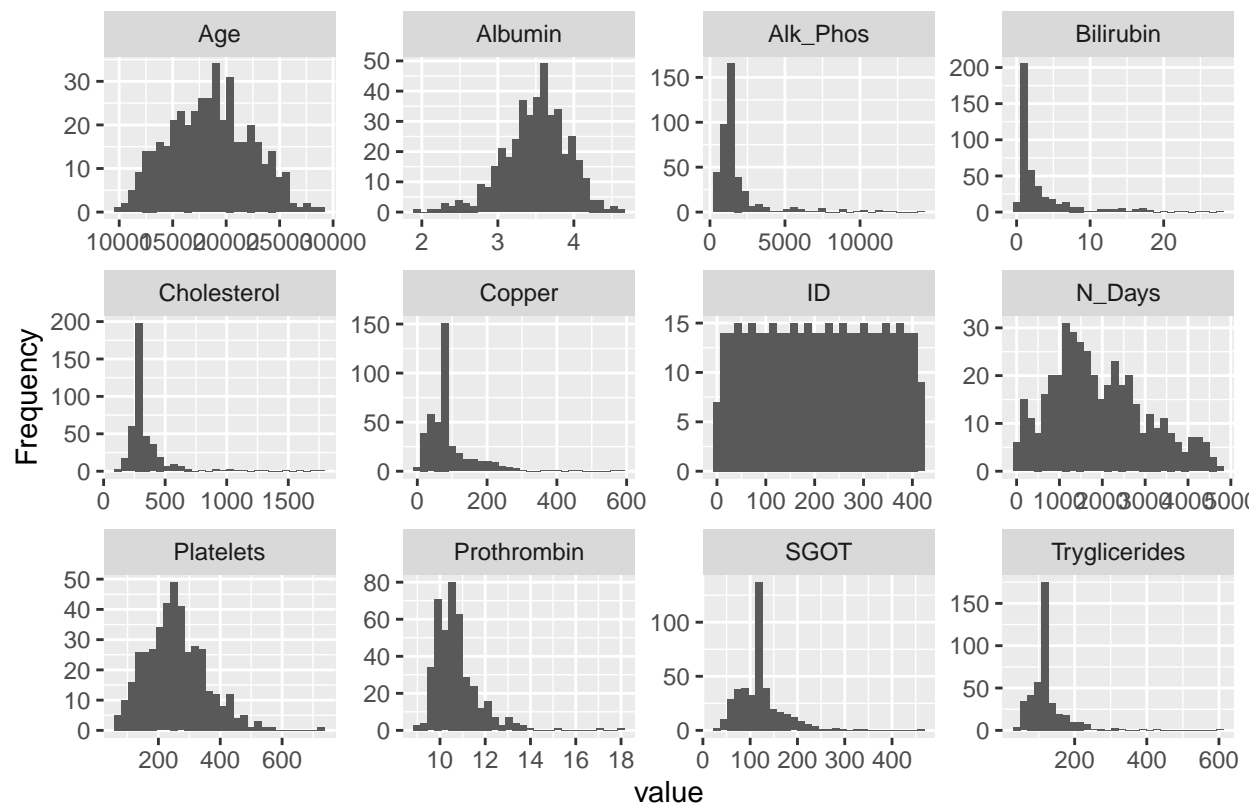 Age
Albumin
Alk_Phos
Bilirubin
30
20
10
0
10000 15000 20000 25000 30000
50
40
30
20
10
0
2 3 4
150
100
50
0
0 5000 10000
200
150
100
50
0
0 10 20
Cholesterol
Copper
ID
N_Days
200
150
100
50
0
0 500 1000 1500
150
100
50
0
0 200 400 600
15
10
5
0
0 100 200 300 400
30
20
10
0
0 1000 2000 3000 4000 5000
Frequency
Platelets
Prothrombin
SGOT
Tryglicerides
50
40
30
20
10
0
200 400 600
80
60
40
20
0
10 12 14 16 18
100
50
0
0 100 200 300 400
150
100
50
0
200 400 600
value